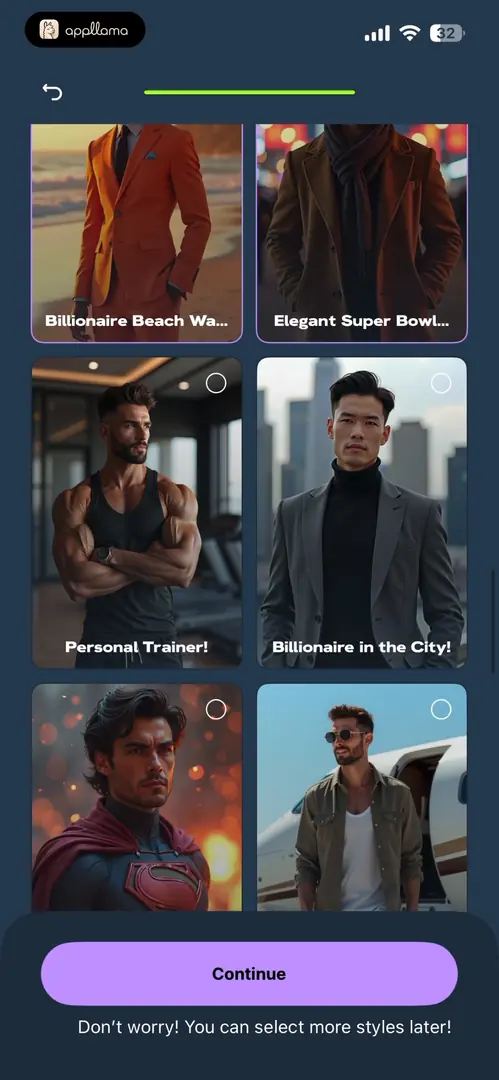 appllama
32
Billionaire Beach Wa...
Elegant Super Bowl...
Personal Trainer!
Billionaire in the City!
Continue
Don't worry! You can select more styles later!